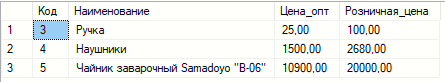 Код Наименование Цена_опт Розничная_цена
1 3 Ручка 25,00 100,00
2 4 Наушники 1500,00 2680,00
3 5 Чайник заварочный Samadoyo "B-06" 10900,00 20000,00